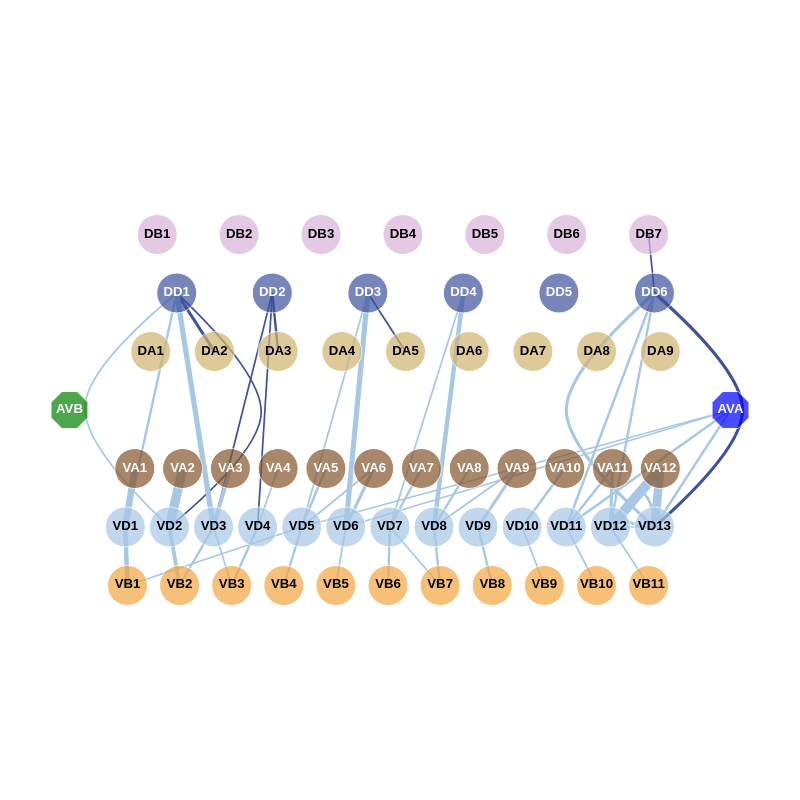 DB1 DB2 DB3 DB4 DB5 DB6 DB7
DD1 DD2 DD3 DD4 DD5 DD6
DA1 DA2 DA3 DA4 DA5 DA6 DA7 DA8 DA9
AVB AVA
VA1 VA2 VA3 VA4 VA5 VA6 VA7 VA8 VA9 VA10 VA11 VA12
VD1 VD2 VD3 VD4 VD5 VD6 VD7 VD8 VD9 VD10 VD11 VD12 VD13
VB1 VB2 VB3 VB4 VB5 VB6 VB7 VB8 VB9 VB10 VB11